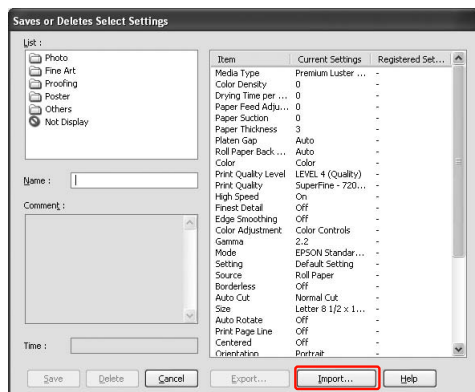 Saves or Deletes Select Settings
List :
Photo
Fine Art
Proofing
Poster
Others
Not Display
Name :
Comment :
Time :
Item Current Settings Registered Set...
Media Type Premium Luster ... -
Color Density 0 -
Drying Time per ... 0 -
Paper Feed Adju... 0 -
Paper Suction 0 -
Paper Thickness 3 -
Platen Gap Auto -
Roll Paper Back ... Auto -
Color Color -
Print Quality Level LEVEL 4 (Quality) -
Print Quality SuperFine - 720... -
High Speed On -
Finest Detail Off -
Edge Smoothing Off -
Color Adjustment Color Controls -
Gamma 2.2 -
Mode EPSON Standar... -
Setting Default Setting -
Source Roll Paper -
Borderless Off -
Auto Cut Normal Cut -
Size Letter 8 1/2 x 1... -
Auto Rotate Off -
Print Page Line Off -
Centered Off -
Orientation Portrait -
Save Delete Cancel Export... Import... Help